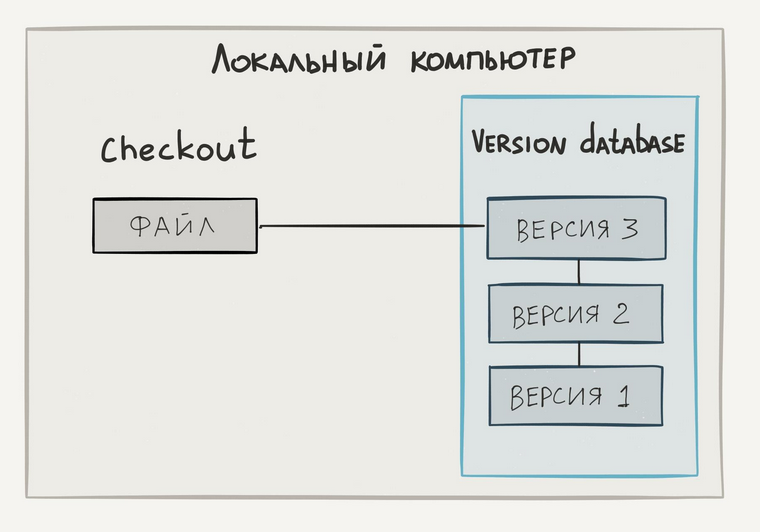 Локальный компьютер
Checkout
Version database
ФАЙЛ
ВЕРСИЯ 3
ВЕРСИЯ 2
ВЕРСИЯ 1